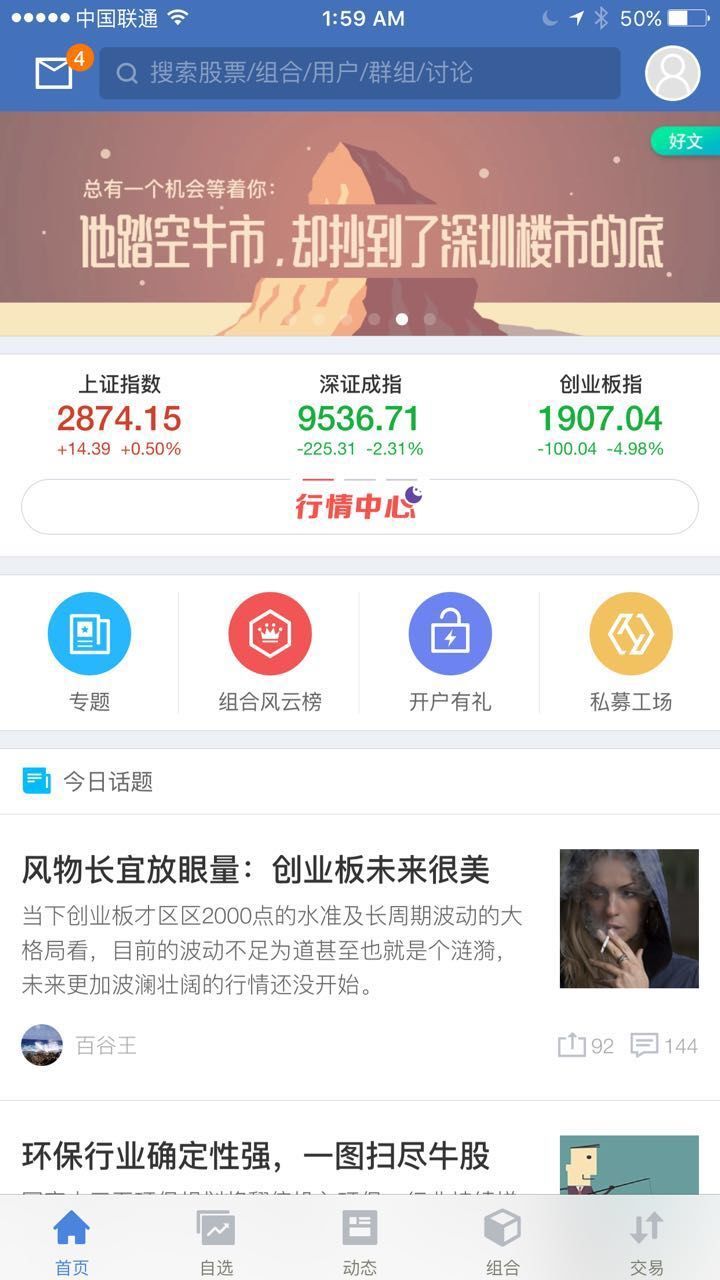 中国联通
1:59 AM
50%
4
搜索股票/组合/用户/群组/讨论
好文
总有一个机会等着你：
他踏空牛市，却抄到了深圳楼市的底
上证指数 深证成指 创业板指
2874.15 9536.71 1907.04
+14.39 +0.50% -225.31 -2.31% -100.04 -4.98%
行情中心
专题 组合风云榜 开户有礼 私募工场
今日话题
风物长宜放眼量：创业板未来很美
当下创业板才区区2000点的水准及长周期波动的大
格局看，目前的波动不足为道甚至也就是个涟漪，
未来更加波澜壮阔的行情还没开始。
百谷王
92 144
环保行业确定性强，一图扫尽牛股
首页 自选 动态 组合 交易